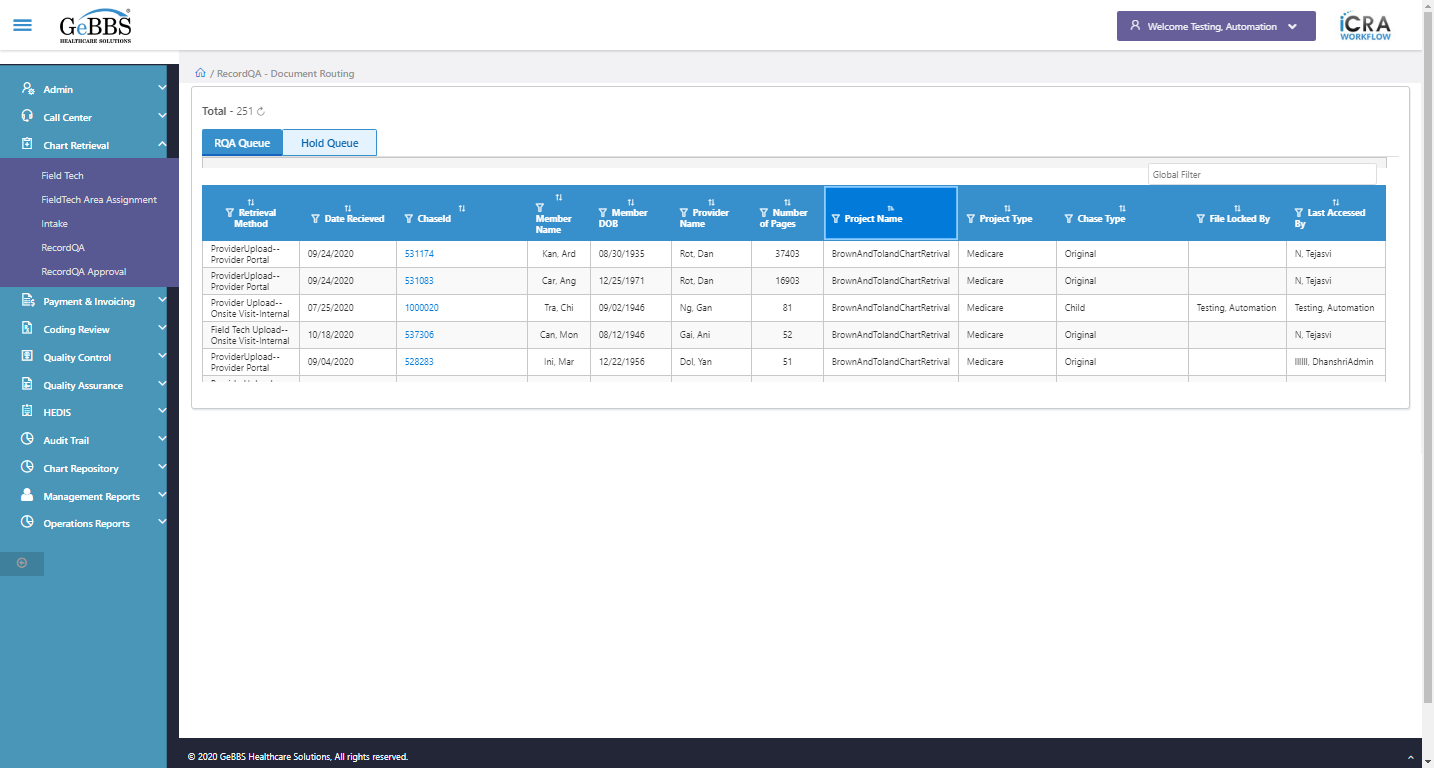 GeBBS
HEALTHCARE SOLUTIONS
Welcome Testing, Automation
iCRA
WORKFLOW
Admin
Call Center
Chart Retrieval
Field Tech
FieldTech Area Assignment
Intake
RecordQA
RecordQA Approval
Payment & Invoicing
Coding Review
Quality Control
Quality Assurance
HEDIS
Audit Trail
Chart Repository
Management Reports
Operations Reports
/ RecordQA - Document Routing
Total - 251
RQA Queue Hold Queue
Global Filter
Retrieval Method Date Recieved ChaseId Member Name Member DOB Provider Name Number of Pages Project Name Project Type Chase Type File Locked By Last Accessed By
ProviderUpload--Provider Portal 09/24/2020 531174 Kan, Ard 08/30/1935 Rot, Dan 37403 BrownAndTolandChartRetrival Medicare Original N, Tejasvi
ProviderUpload--Provider Portal 09/24/2020 531083 Car, Ang 12/25/1971 Rot, Dan 16903 BrownAndTolandChartRetrival Medicare Original N, Tejasvi
Provider Upload--Onsite Visit-Internal 07/25/2020 1000020 Tra, Chi 09/02/1946 Ng, Gan 81 BrownAndTolandChartRetrival Medicare Child Testing, Automation Testing, Automation
Field Tech Upload--Onsite Visit-Internal 10/18/2020 537306 Can, Mon 08/12/1946 Gai, Ani 52 BrownAndTolandChartRetrival Medicare Original N, Tejasvi
ProviderUpload--Provider Portal 09/04/2020 528283 Ini, Mar 12/22/1956 Dol, Yan 51 BrownAndTolandChartRetrival Medicare Original DhanshriAdmin
© 2020 GeBBS Healthcare Solutions, All rights reserved.